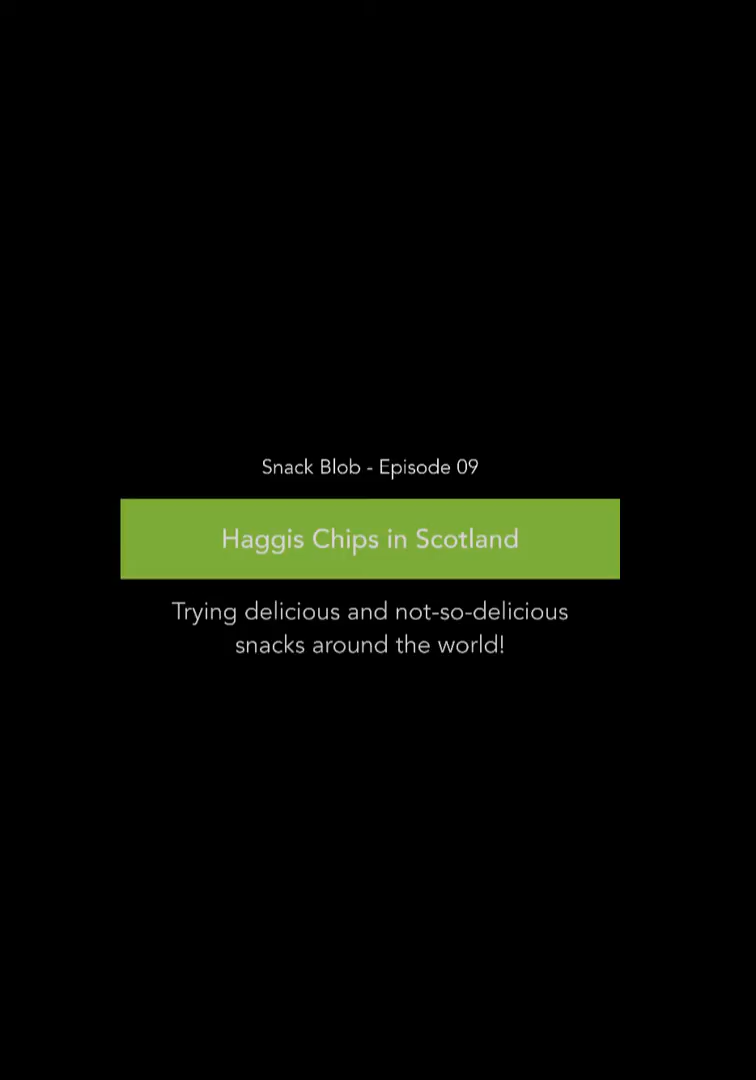 Snack Blob - Episode 09
Haggis Chips in Scotland
Trying delicious and not-so-delicious
snacks around the world!